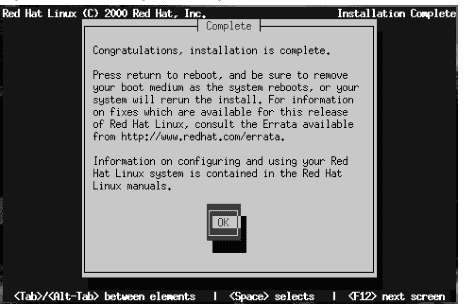 Red Hat Linux (C) 2000 Red Hat, Inc. Installation Complete
Complete
Congratulations, installation is complete.
Press return to reboot, and be sure to remove
your boot medium as the system reboots, or your
system will rerun the install. For information
on fixes which are available for this release
of Red Hat Linux, consult the Errata available
from http://www.redhat.com/errata.
Information on configuring and using your Red
Hat Linux system is contained in the Red Hat
Linux manuals.
OK
<Tab>/<Alt-Tab> between elements | <Space> selects | <F12> next screen